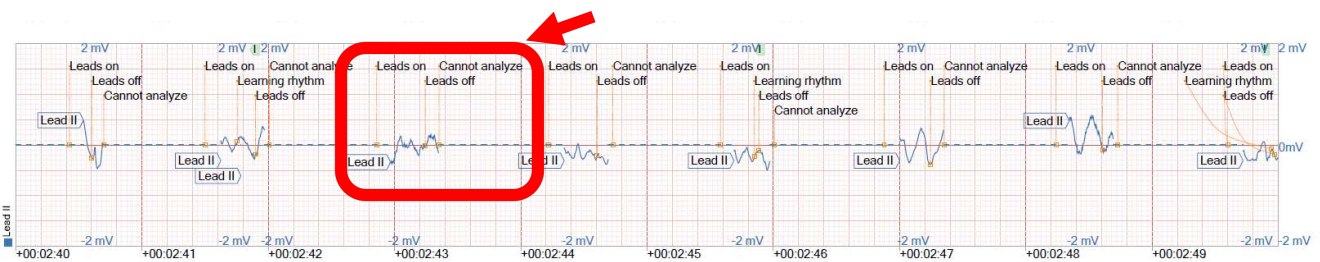 2 mV 2 mV I 2 mV 2 mV 2 mV I 2 mV 2 mV 2 mV 2 mV
Leads on Leads on Cannot analyze Leads on Cannot analyze Leads on Cannot analyze Leads on Leads on Cannot analyze Leads on Cannot analyze Leads on
Leads off Learning rhythm Leads off Leads off Learning rhythm Leads off Leads off Learning rhythm
Cannot analyze Leads off Leads off Leads off
Cannot analyze
Lead II Lead II
0mV
Lead II Lead II Lead II Lead II Lead II Lead II
Lead II
Lead II
-2 mV -2 mV -2 mV -2 mV -2 mV -2 mV -2 mV -2 mV -2 mV -2 mV
+00:02:40 +00:02:41 +00:02:42 +00:02:43 +00:02:44 +00:02:45 +00:02:46 +00:02:47 +00:02:48 +00:02:49